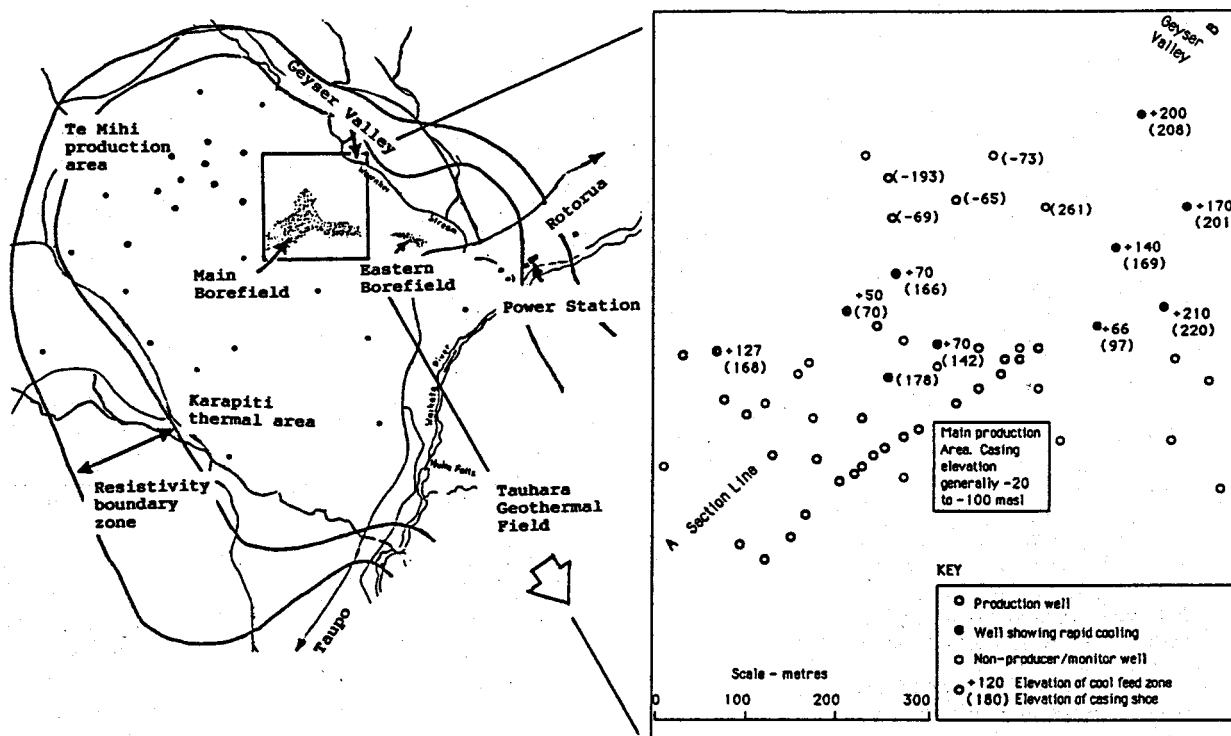 Geyser Valley
Te Mihi
production
area
Stream
Rotorua
Main
Borefield
Eastern
Borefield
Power Station
River
Karapiti
thermal area
Resistivity
boundary
zone
Tauhara
Geothermal
Field
Taupo
Geyser
Valley
B
+200
(208)
(-73)
(-193)
(-65)
(261)
+170
(201
(-69)
+140
(169)
+70
(166)
+50
(70)
+210
(220)
+66
(97)
+127
(168)
+70
(142)
(178)
Main production
Area. Casing
elevation
generally -20
to -100 masl
A Section Line
KEY
Production well
Well showing rapid cooling
Non-producer/monitor well
+120 Elevation of cool feed zone
(180) Elevation of casing shoe
Scale - metres
0 100 200 300